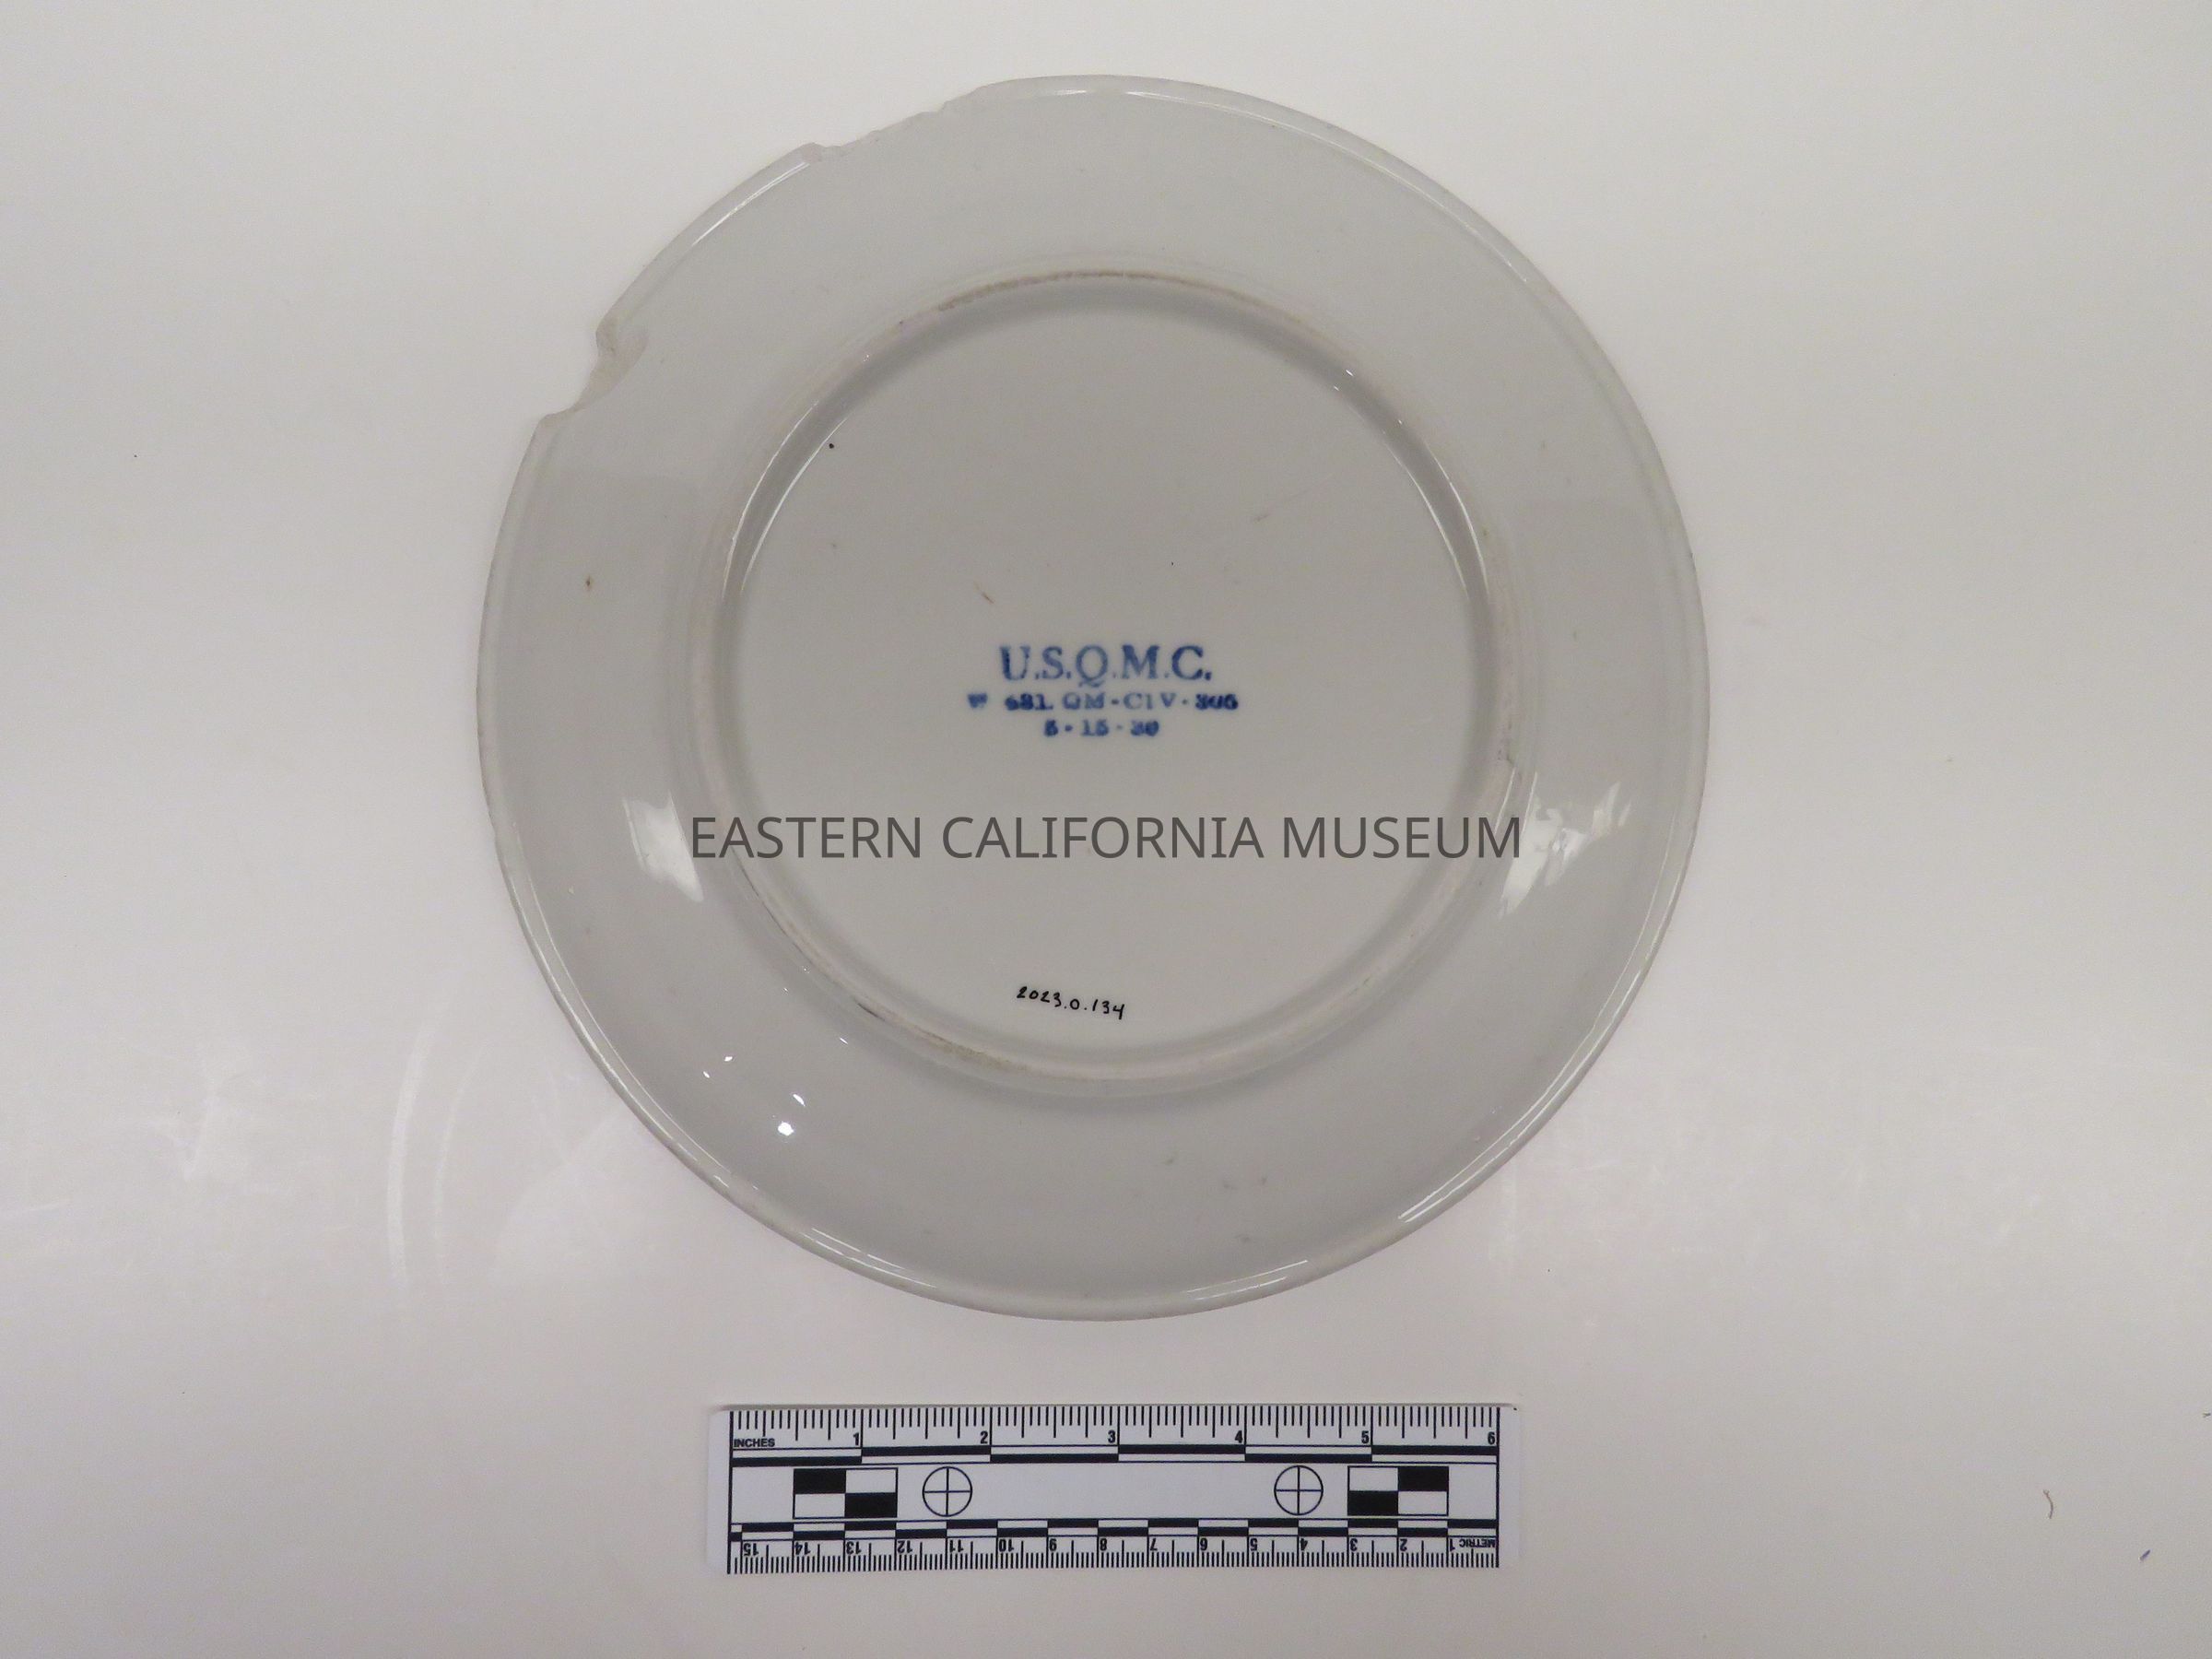 U.S.Q.M.C.
W 681. QM-CIV-306
5-15-30
EASTERN CALIFORNIA MUSEUM
2023.0.134
INCHES 1 2 3 4 5 6
15 14 13 12 11 10 9 8 7 6 5 4 3 2 1 METRIC